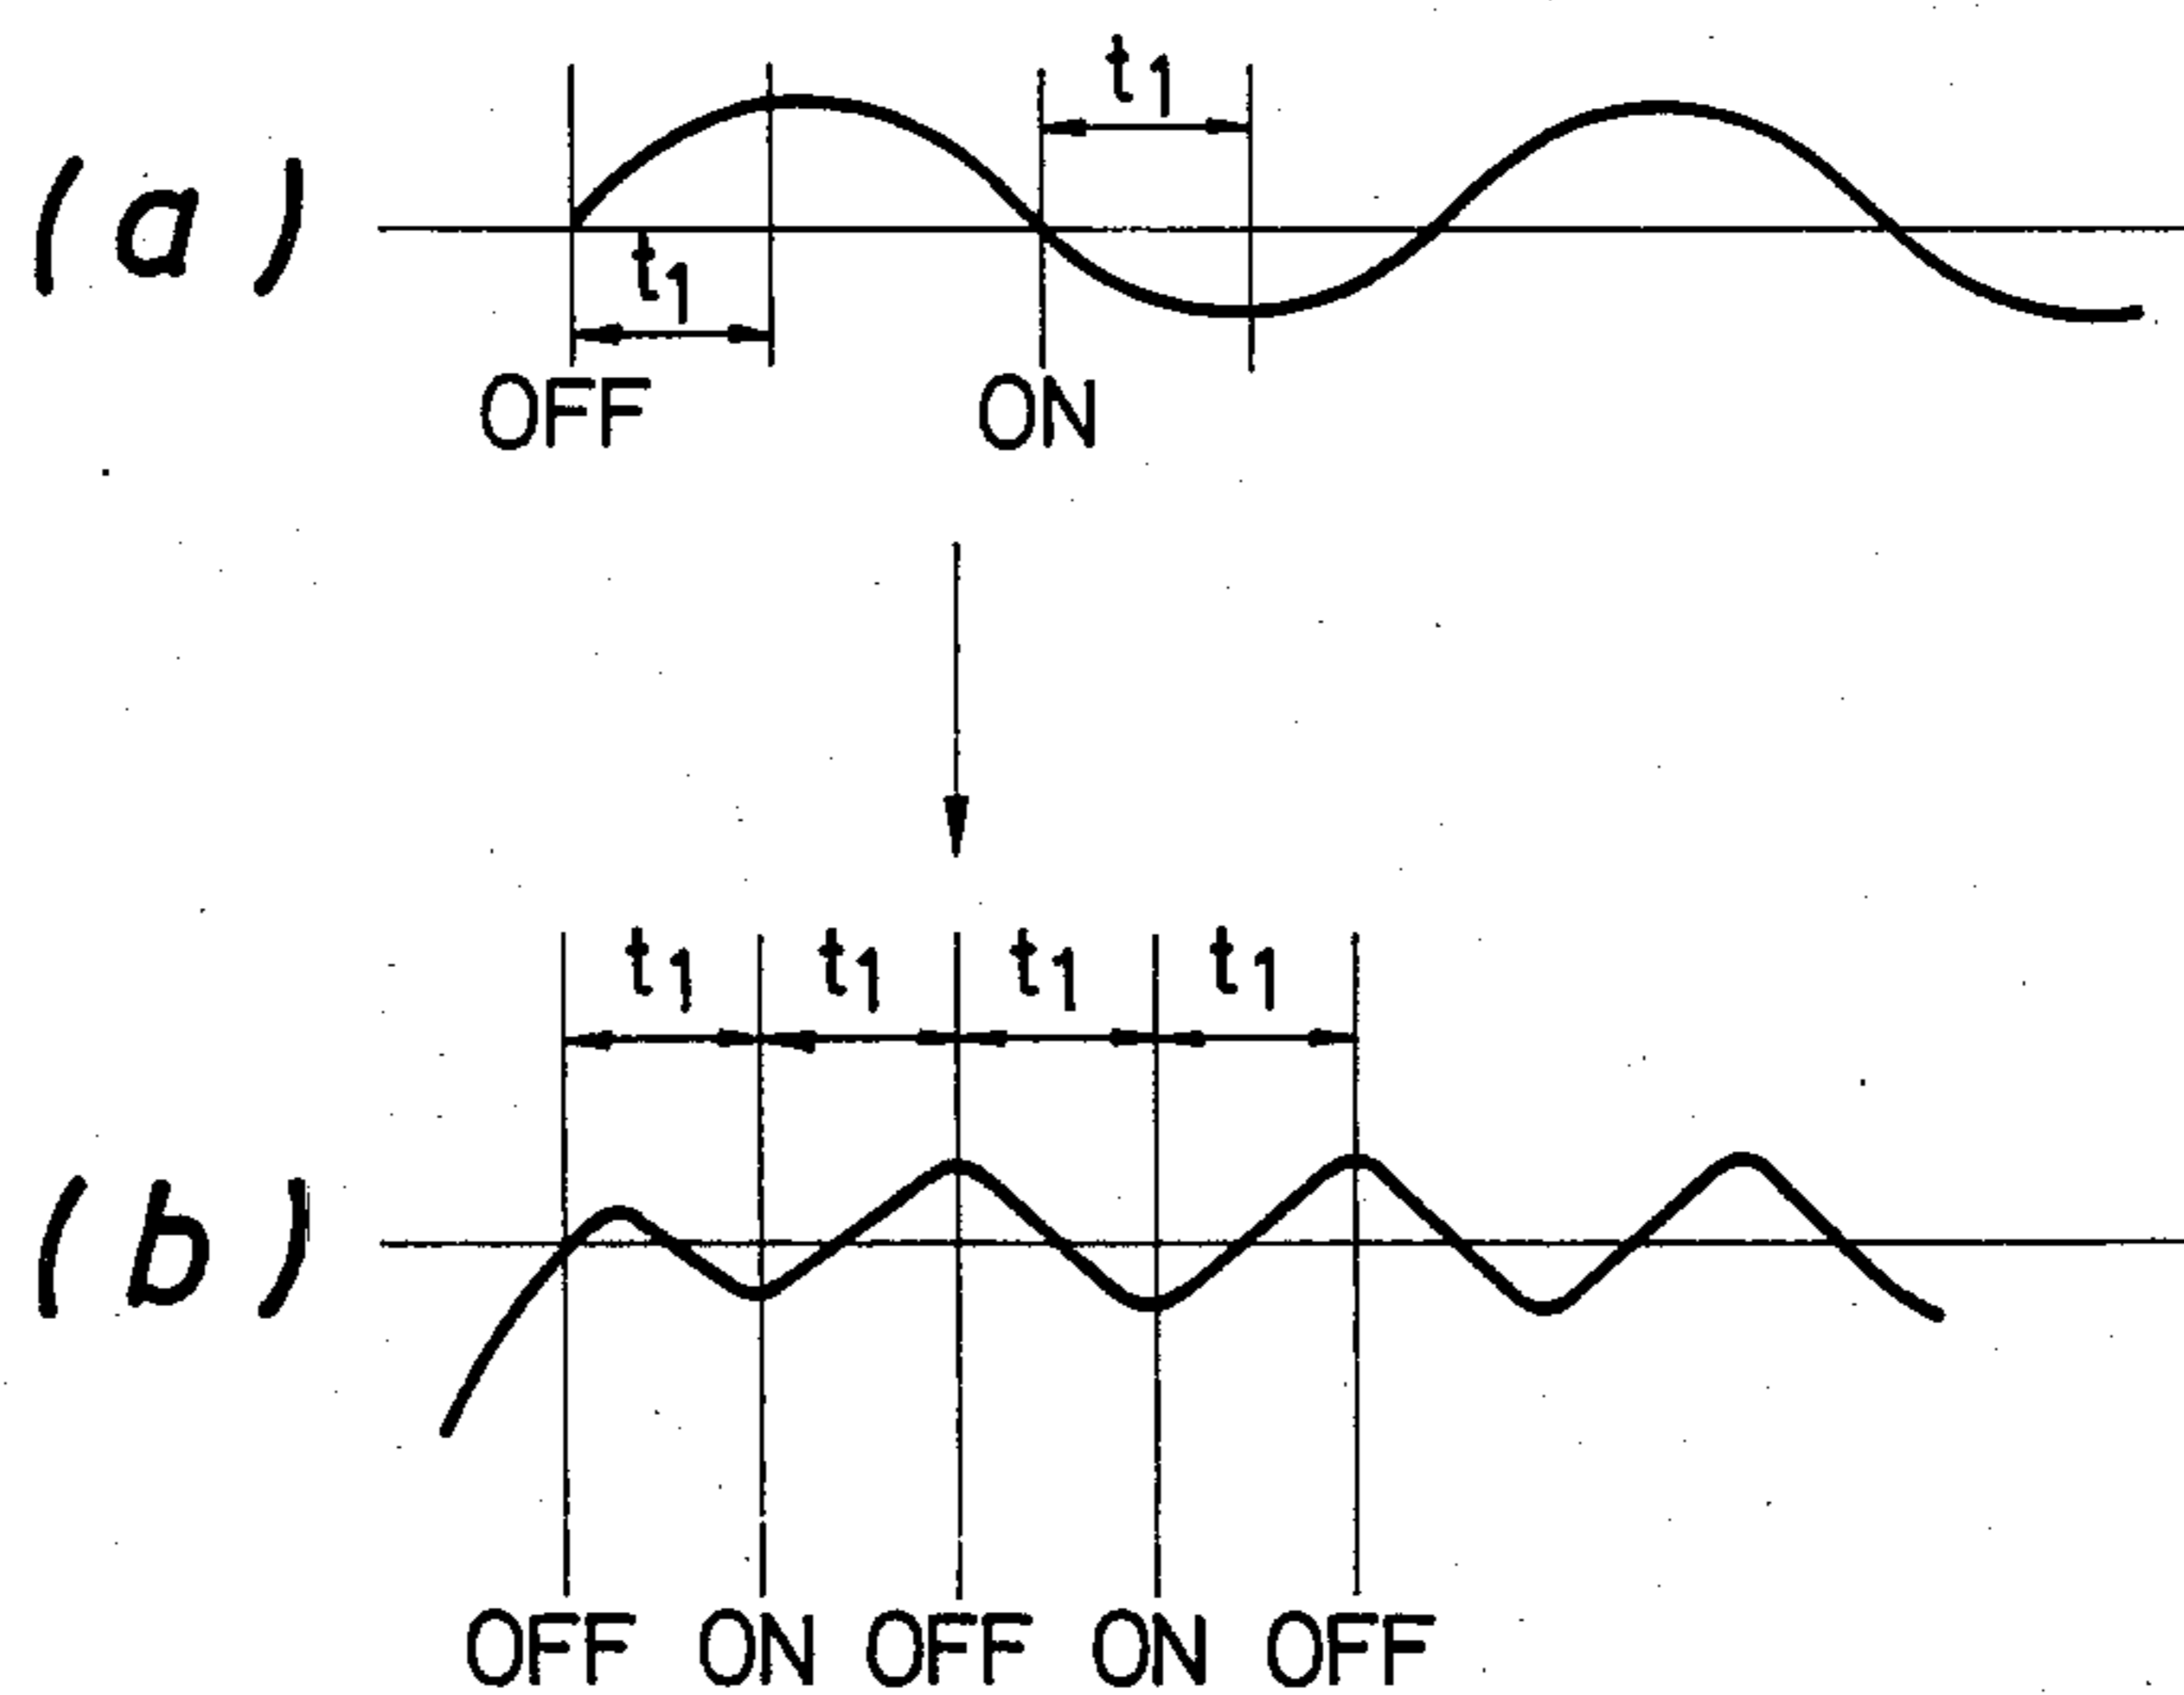 t1
(a)
t1
OFF ON
t1 t1 t1 t1
(b)
OFF ON OFF ON OFF